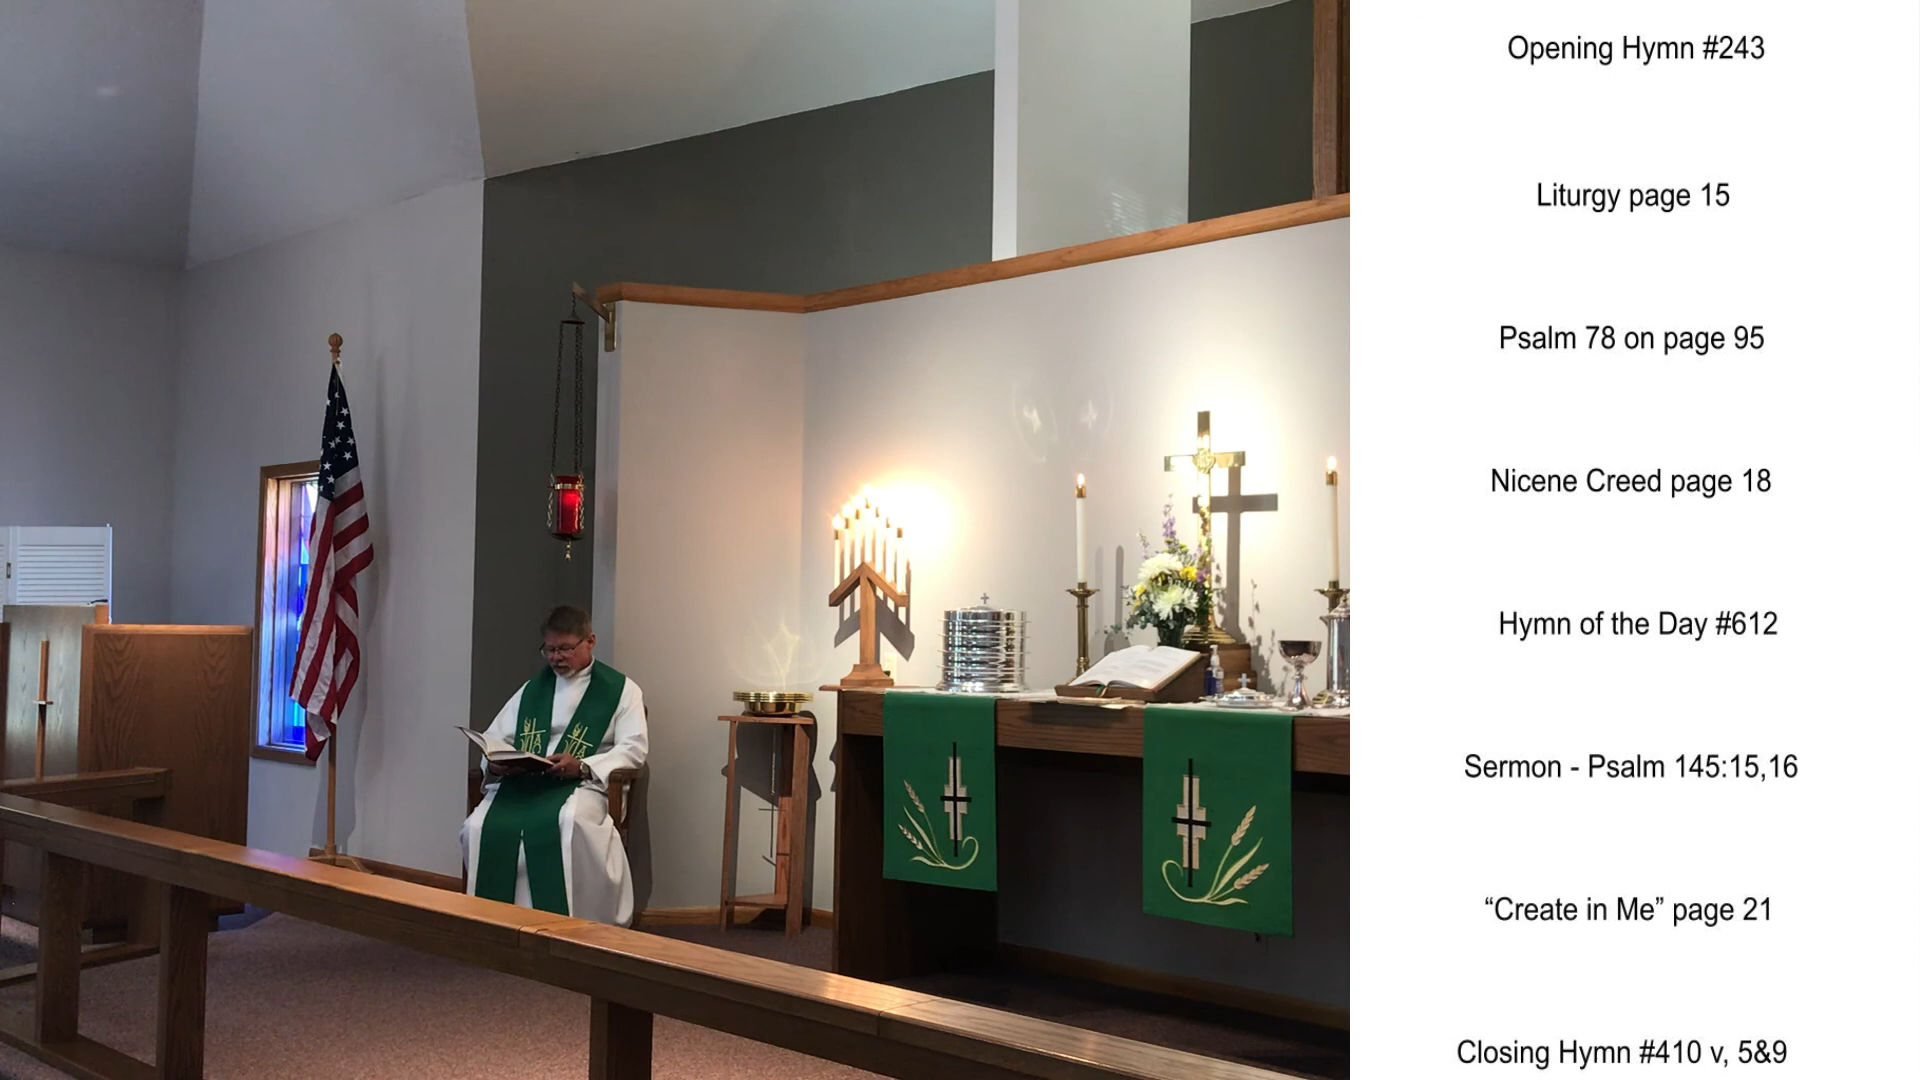 Opening Hymn #243
Liturgy page 15
Psalm 78 on page 95
Nicene Creed page 18
Hymn of the Day #612
Sermon - Psalm 145:15,16
“Create in Me” page 21
Closing Hymn #410 v, 5&9